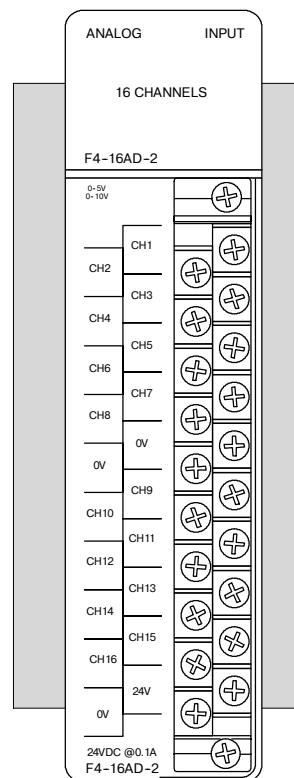 ANALOG INPUT
16 CHANNELS
F4-16AD-2
0-5V
0-10V
CH1
CH2
CH3
CH4
CH5
CH6
CH7
CH8
0V
0V
CH9
CH10
CH11
CH12
CH13
CH14
CH15
CH16
24V
0V
24VDC @0.1A
F4-16AD-2